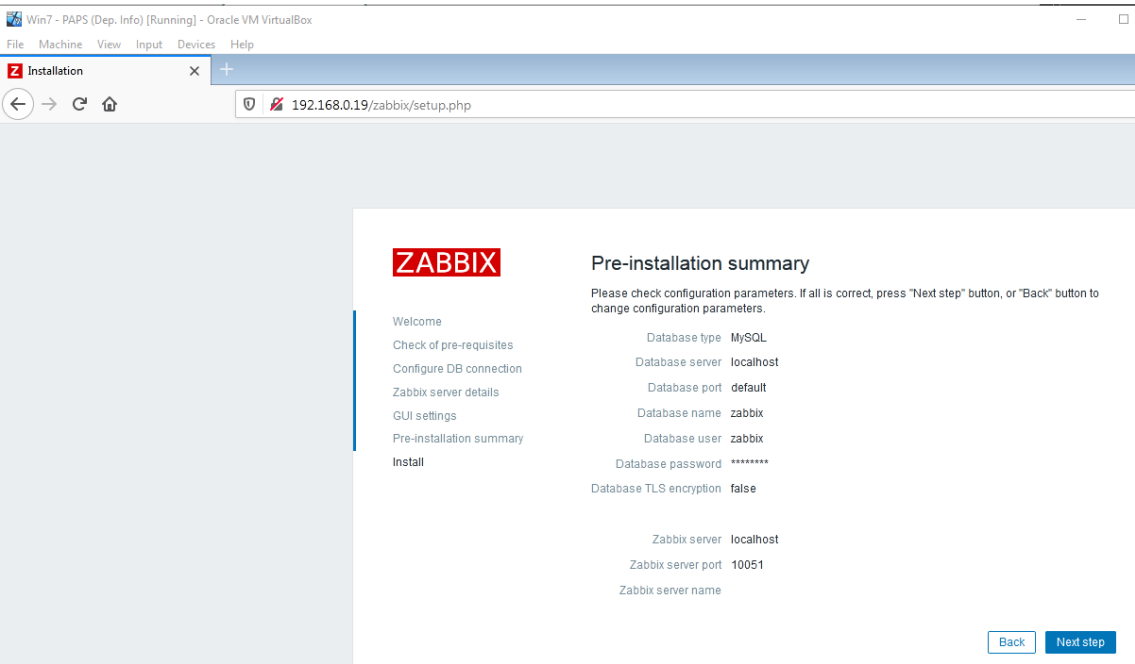 Win7 - PAPS (Dep. Info) [Running] - Oracle VM VirtualBox
File Machine View Input Devices Help
Z Installation
192.168.0.19/zabbix/setup.php
ZABBIX
Welcome
Check of pre-requisites
Configure DB connection
Zabbix server details
GUI settings
Pre-installation summary
Install
Pre-installation summary
Please check configuration parameters. If all is correct, press "Next step" button, or "Back" button to
change configuration parameters.
Database type MySQL
Database server localhost
Database port default
Database name zabbix
Database user zabbix
Database password ********
Database TLS encryption false
Zabbix server localhost
Zabbix server port 10051
Zabbix server name
Back Next step